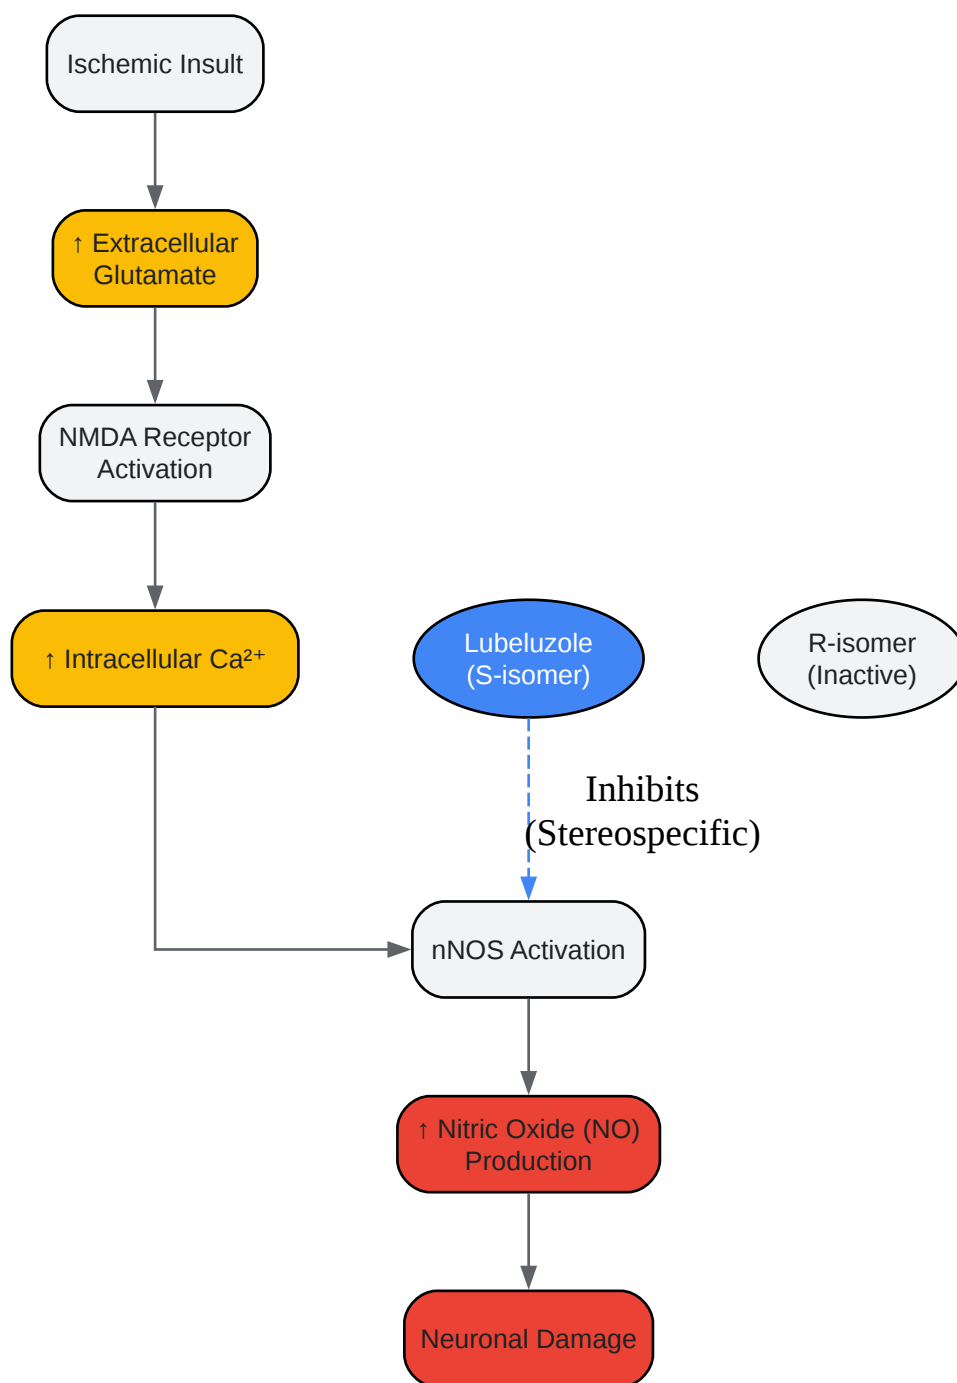 Ischemic Insult
↑ Extracellular
Glutamate
NMDA Receptor
Activation
↑ Intracellular Ca²⁺
Lubeluzole
(S-isomer)
R-isomer
(Inactive)
Inhibits
(Stereospecific)
nNOS Activation
↑ Nitric Oxide (NO)
Production
Neuronal Damage